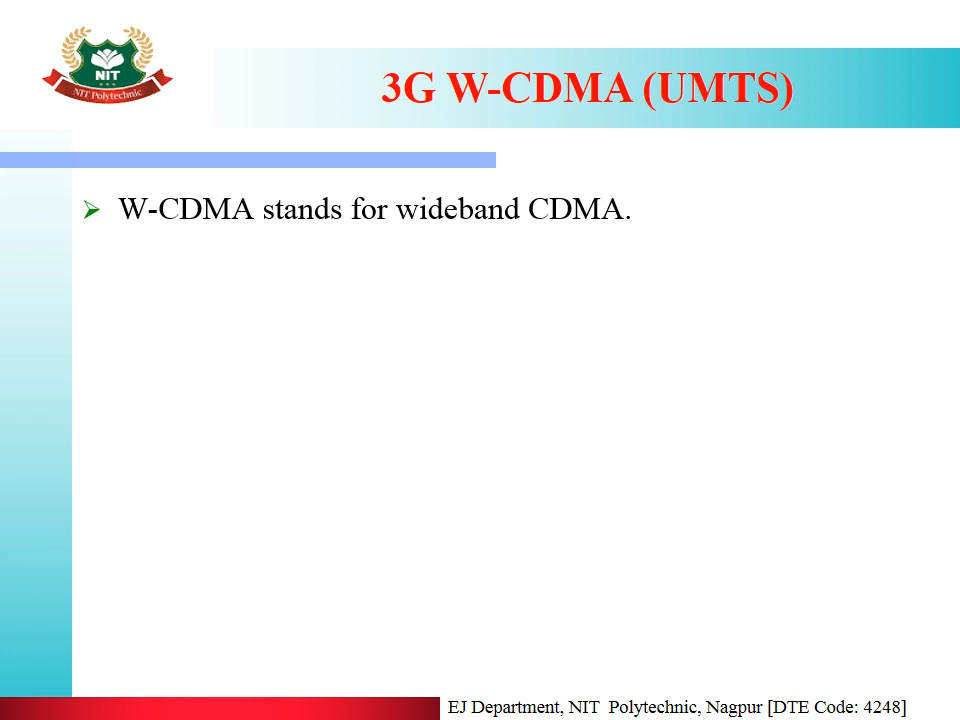 NIT
NIT Polytechnic
3G W-CDMA (UMTS)
W-CDMA stands for wideband CDMA.
EJ Department, NIT  Polytechnic, Nagpur [DTE Code: 4248]